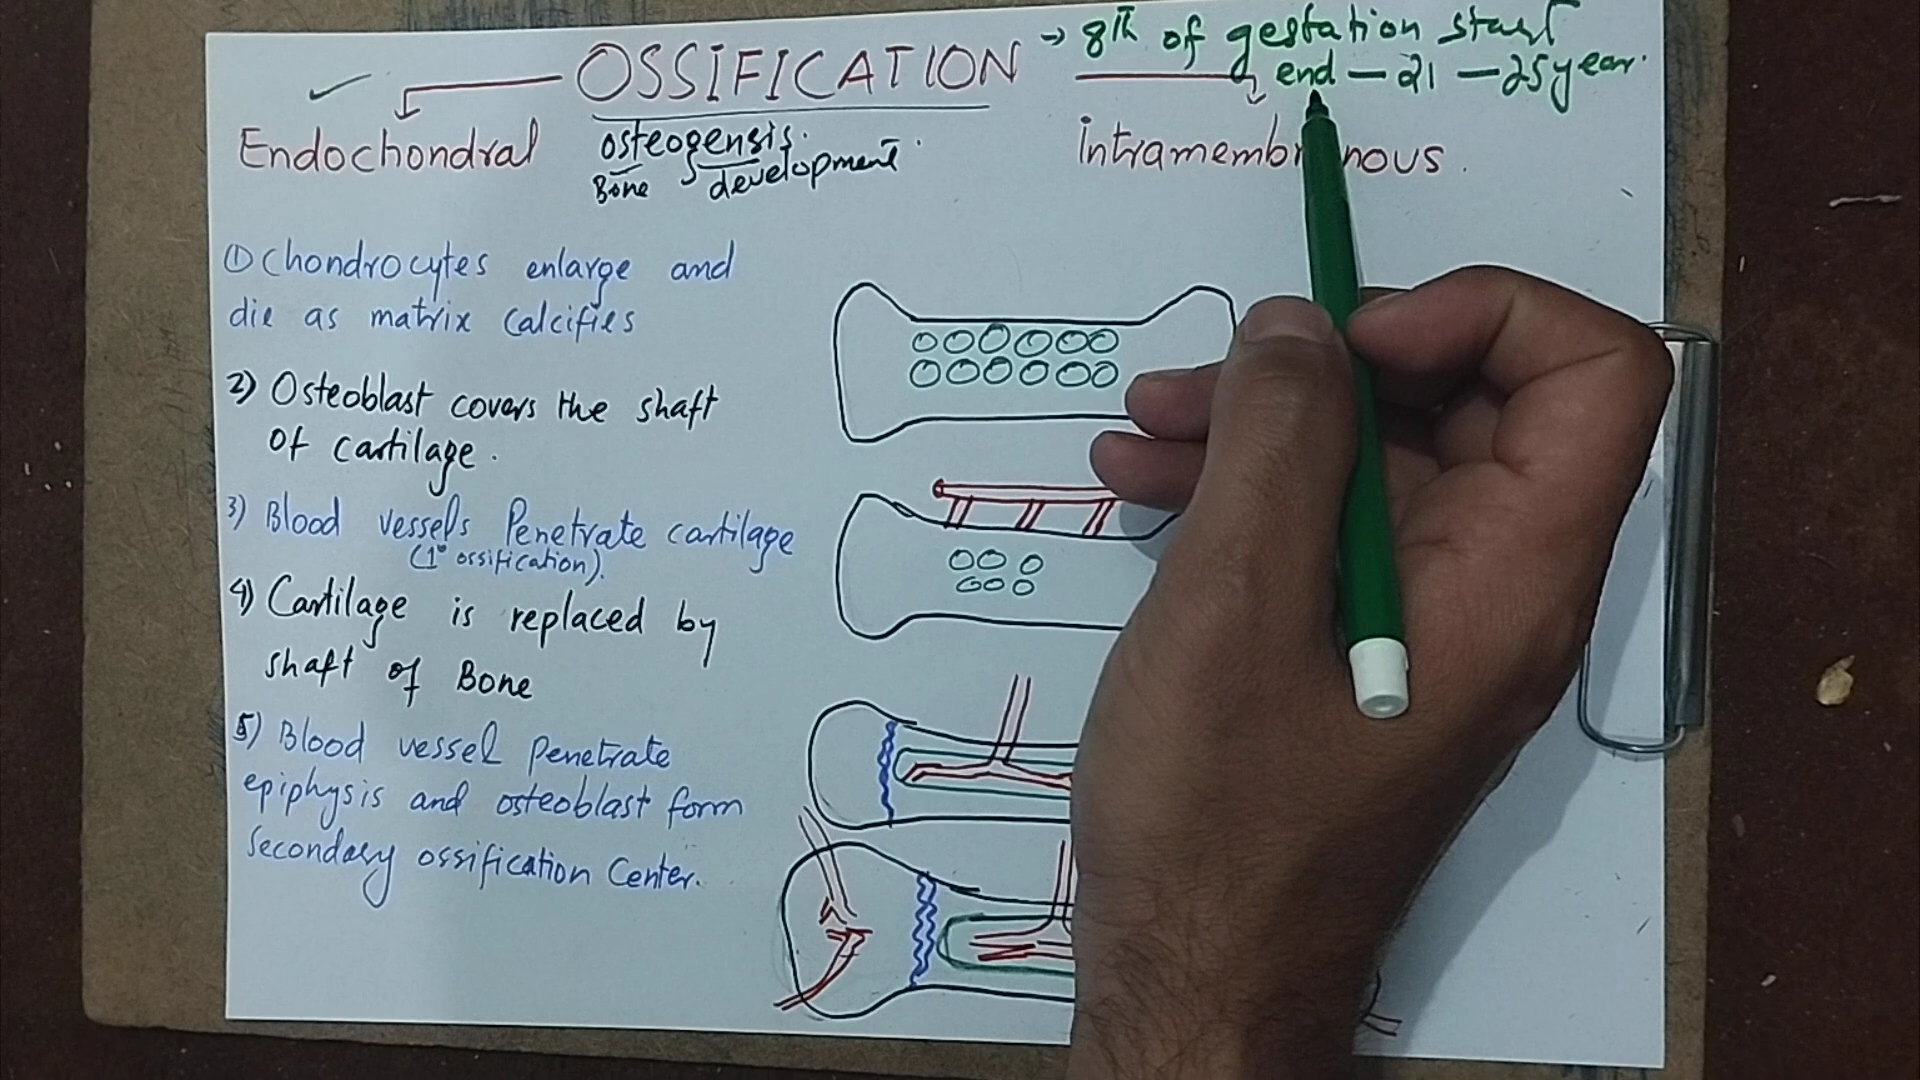 OSSIFICATION
→ 8th of gestation start
end — 21 — 25 year.
Endochondral
osteogensis.
Bone development
intramembnous.
① Chondrocytes enlarge and
die as matrix calcifies
2) Osteoblast covers the shaft
of cartilage.
3) Blood vessels Penetrate cartilage
(1° ossification).
4) Cartilage is replaced by
shaft of Bone
5) Blood vessel penetrate
epiphysis and osteoblast form
Secondary ossification Center.